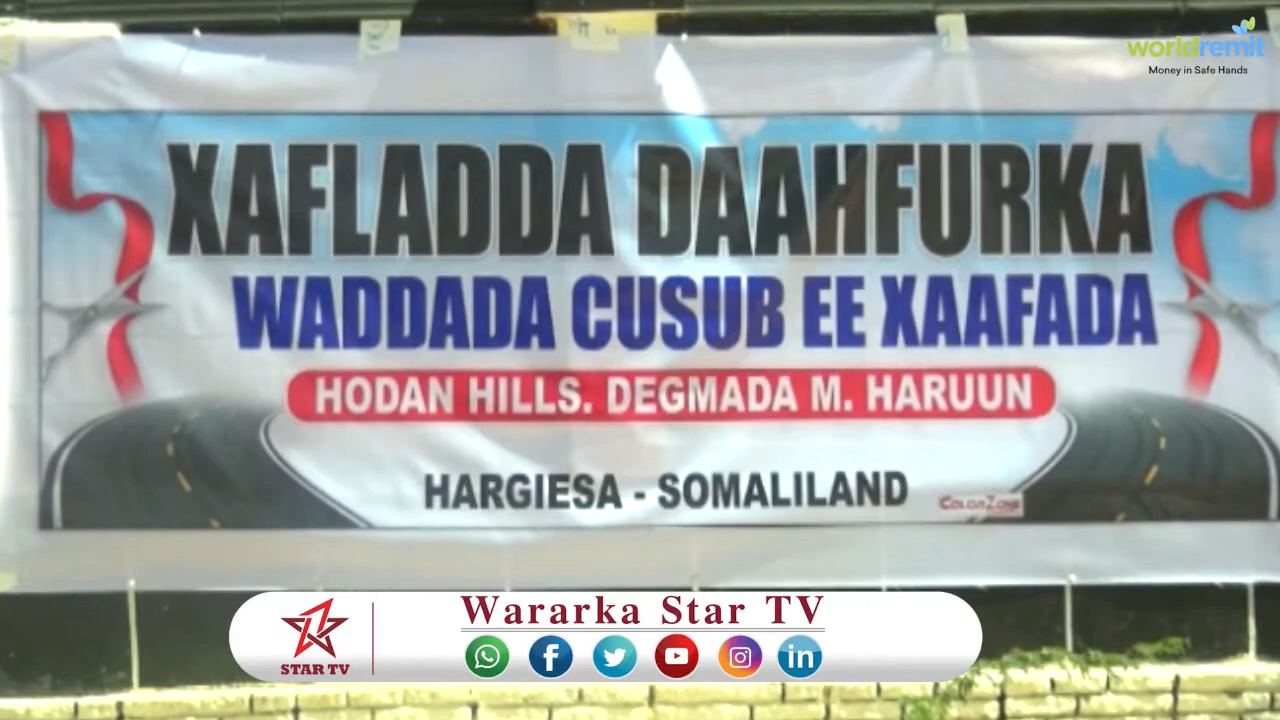 worldremit
Money in Safe Hands
XAFLADDA DAAHFURKA
WADDADA CUSUB EE XAAFADA
HODAN HILLS. DEGMADA M. HARUUN
HARGIESA - SOMALILAND
COLORZONE
Wararka Star TV
STAR TV